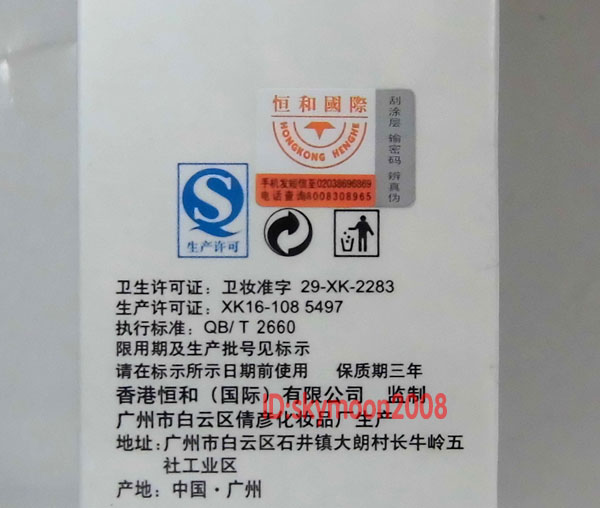 恒和國際
HONGKONG HENGHE
刮涂层 输密码 辨真伪
手机发短信至02038696869
电话查询4008308965
生产许可
卫生许可证：卫妆准字 29-XK-2283
生产许可证：XK16-108 5497
执行标准：QB/T 2660
限用期及生产批号见标示
请在标示所示日期前使用 保质期三年
香港恒和（国际）有限公司 监制
ID:skymoon2008
广州市白云区倩彦化妆品厂生产
地址：广州市白云区石井镇大朗村长牛岭五
社工业区
产地：中国·广州